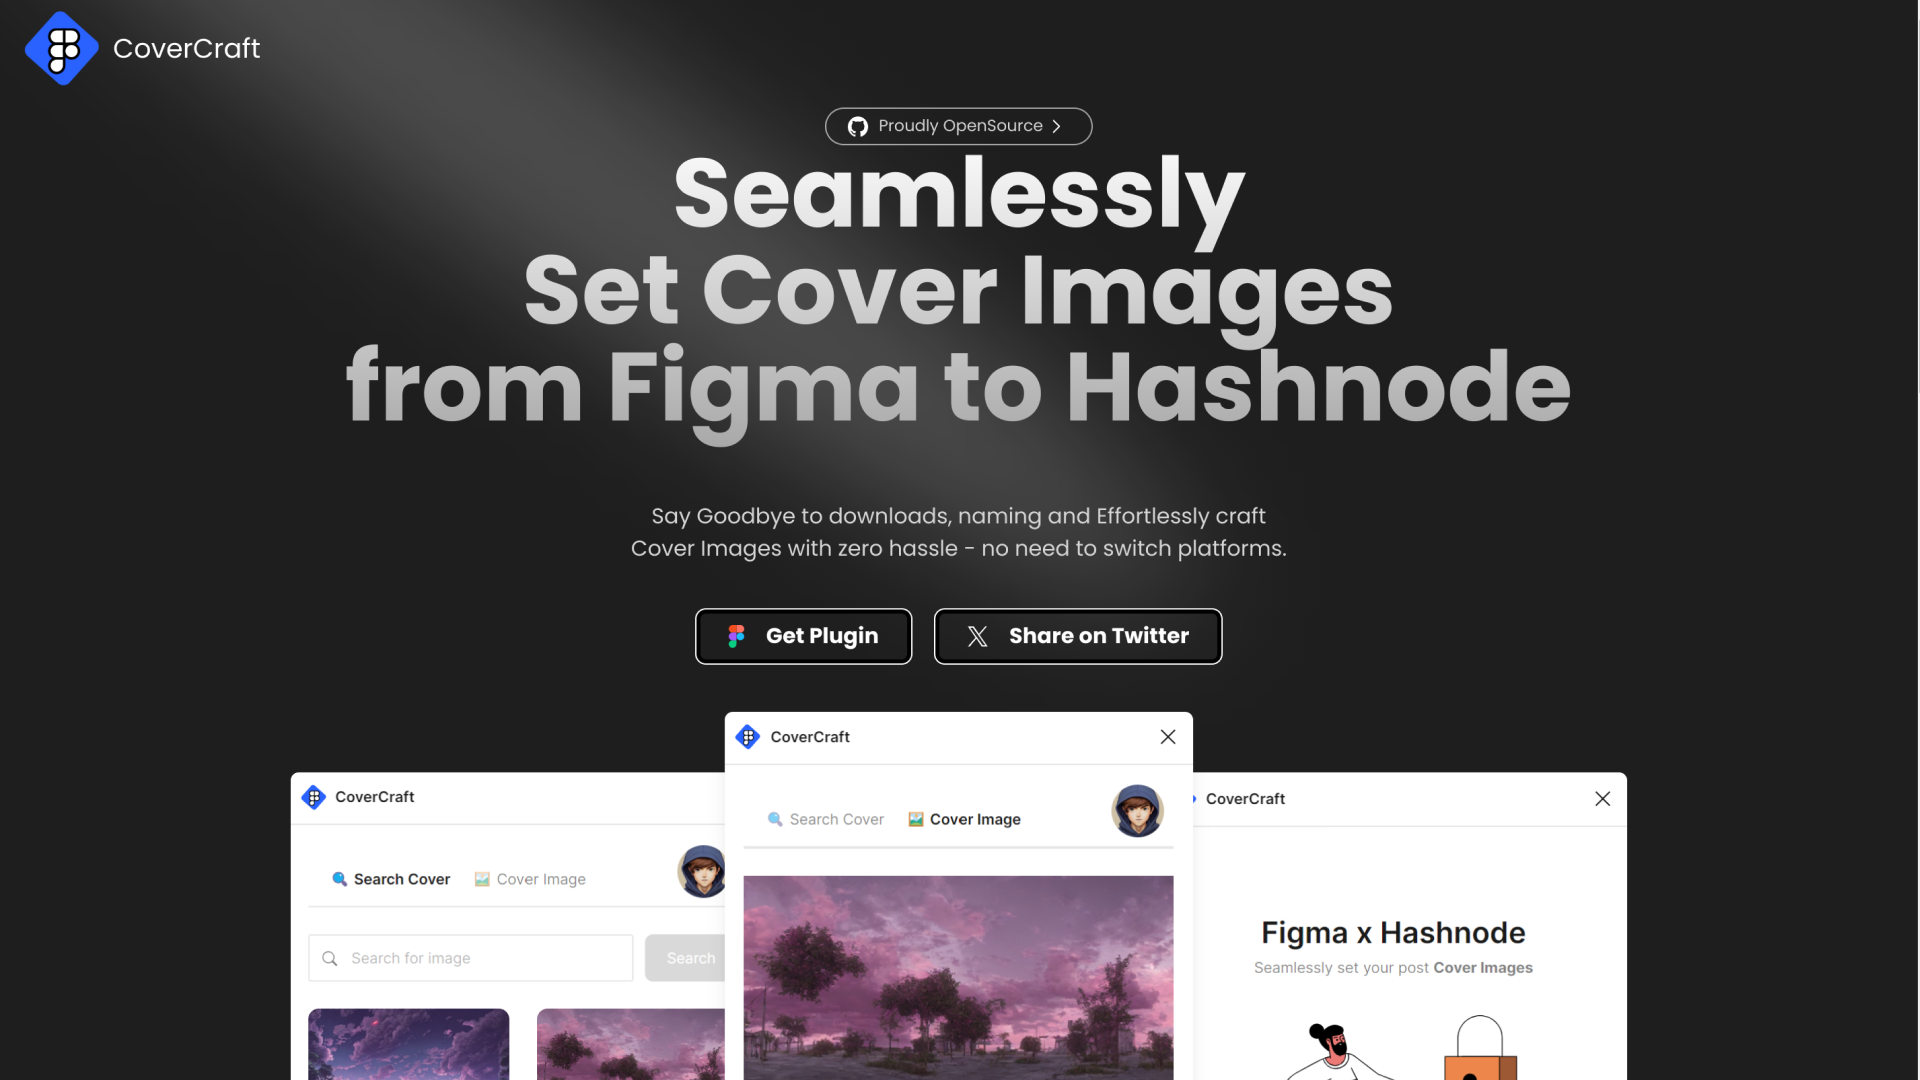 CoverCraft
Proudly OpenSource
Seamlessly
Set Cover Images
from Figma to Hashnode
Say Goodbye to downloads, naming and Effortlessly craft
Cover Images with zero hassle - no need to switch platforms.
Get Plugin
Share on Twitter
CoverCraft
Search Cover
Cover Image
Search for image
Search
CoverCraft
Search Cover
Cover Image
CoverCraft
Figma x Hashnode
Seamlessly set your post Cover Images